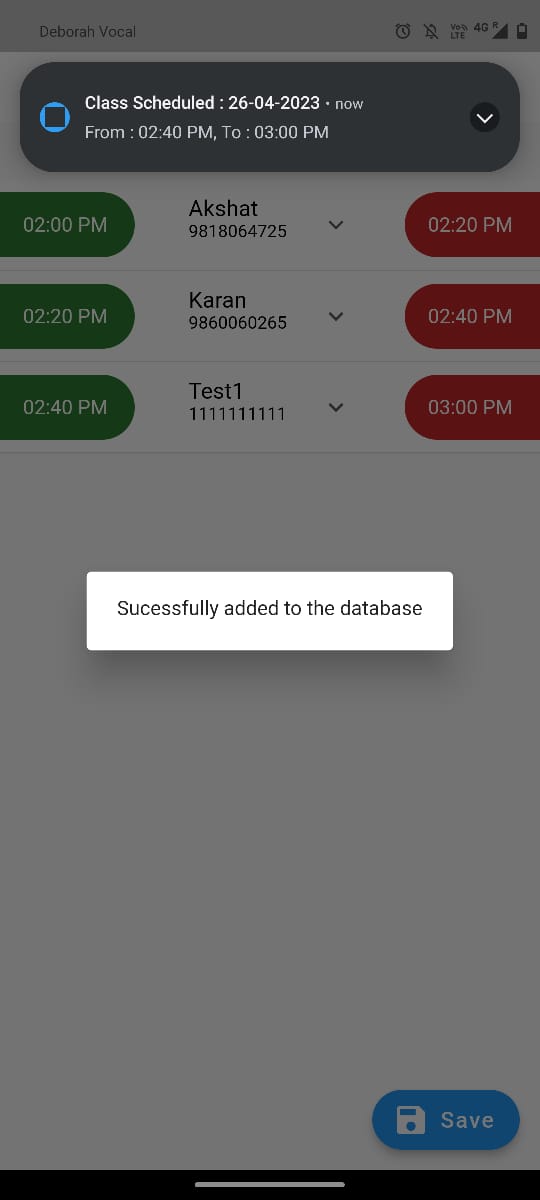 Deborah Vocal
VoLTE 4G R
Class Scheduled : 26-04-2023 • now
From : 02:40 PM, To : 03:00 PM
02:00 PM Akshat 02:20 PM
9818064725
02:20 PM Karan 02:40 PM
9860060265
02:40 PM Test1 03:00 PM
1111111111
Sucessfully added to the database
Save